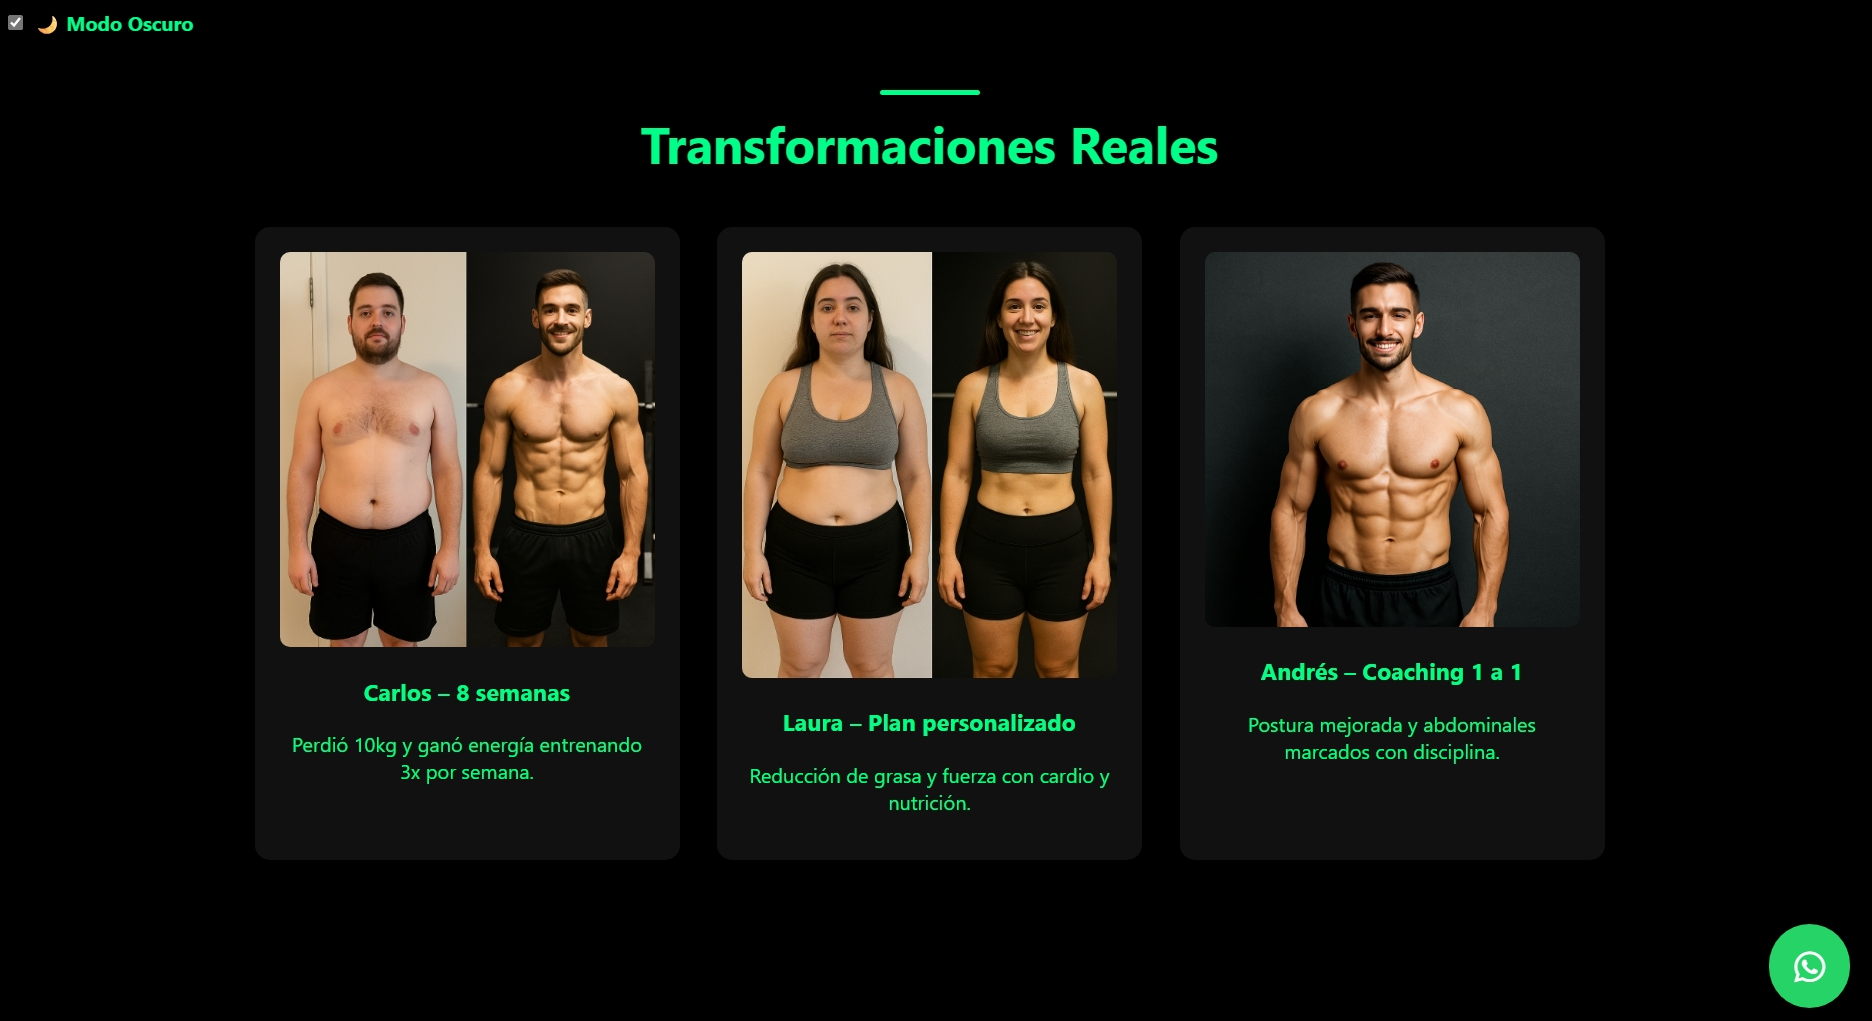 🌙 Modo Oscuro
Transformaciones Reales
Carlos – 8 semanas
Perdió 10kg y ganó energía entrenando
3x por semana.
Laura – Plan personalizado
Reducción de grasa y fuerza con cardio y
nutrición.
Andrés – Coaching 1 a 1
Postura mejorada y abdominales
marcados con disciplina.